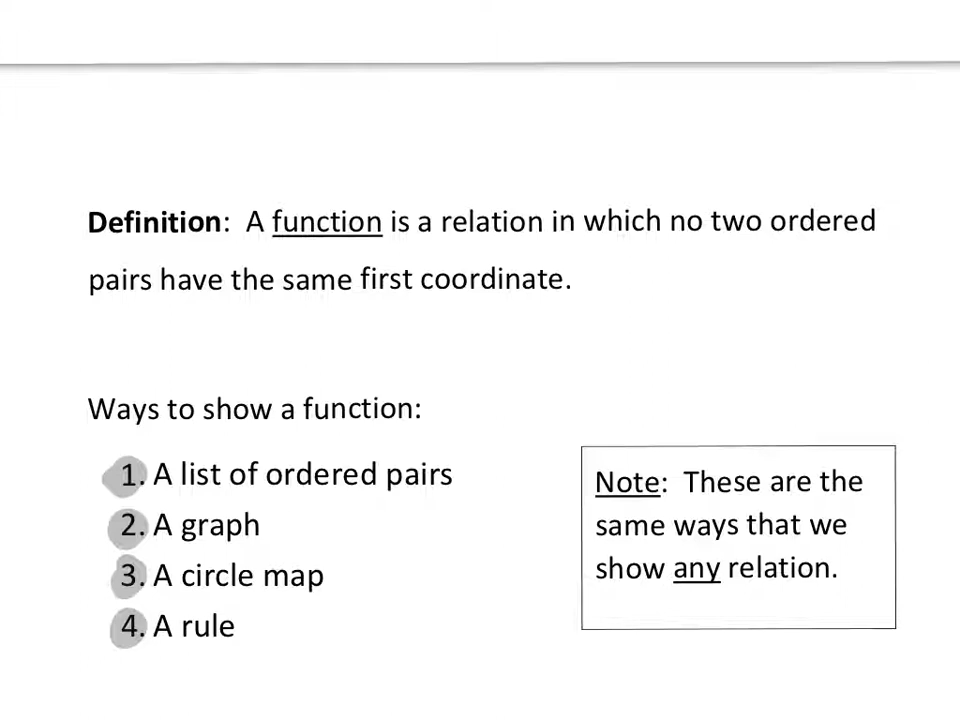 Definition: A function is a relation in which no two ordered
pairs have the same first coordinate.
Ways to show a function:
1. A list of ordered pairs
2. A graph
3. A circle map
4. A rule
Note: These are the
same ways that we
show any relation.